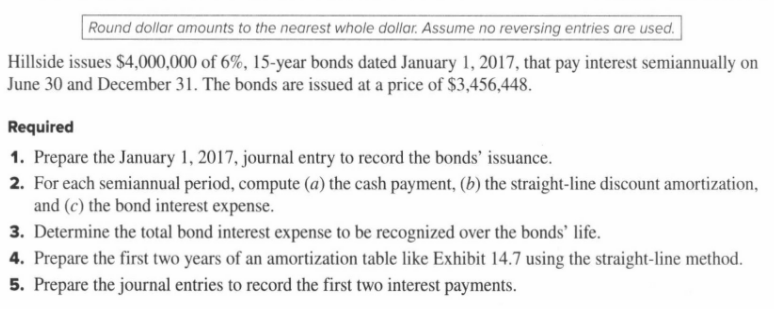 Round dollar amounts to the nearest whole dollar. Assume no reversing entries are used.
Hillside issues $4,000,000 of 6%, 15-year bonds dated January 1, 2017, that pay interest semiannually on
June 30 and December 31. The bonds are issued at a price of $3,456,448.
Required
1. Prepare the January 1, 2017, journal entry to record the bonds’ issuance.
2. For each semiannual period, compute (a) the cash payment, (b) the straight-line discount amortization,
and (c) the bond interest expense.
3. Determine the total bond interest expense to be recognized over the bonds’ life.
4. Prepare the first two years of an amortization table like Exhibit 14.7 using the straight-line method.
5. Prepare the journal entries to record the first two interest payments.